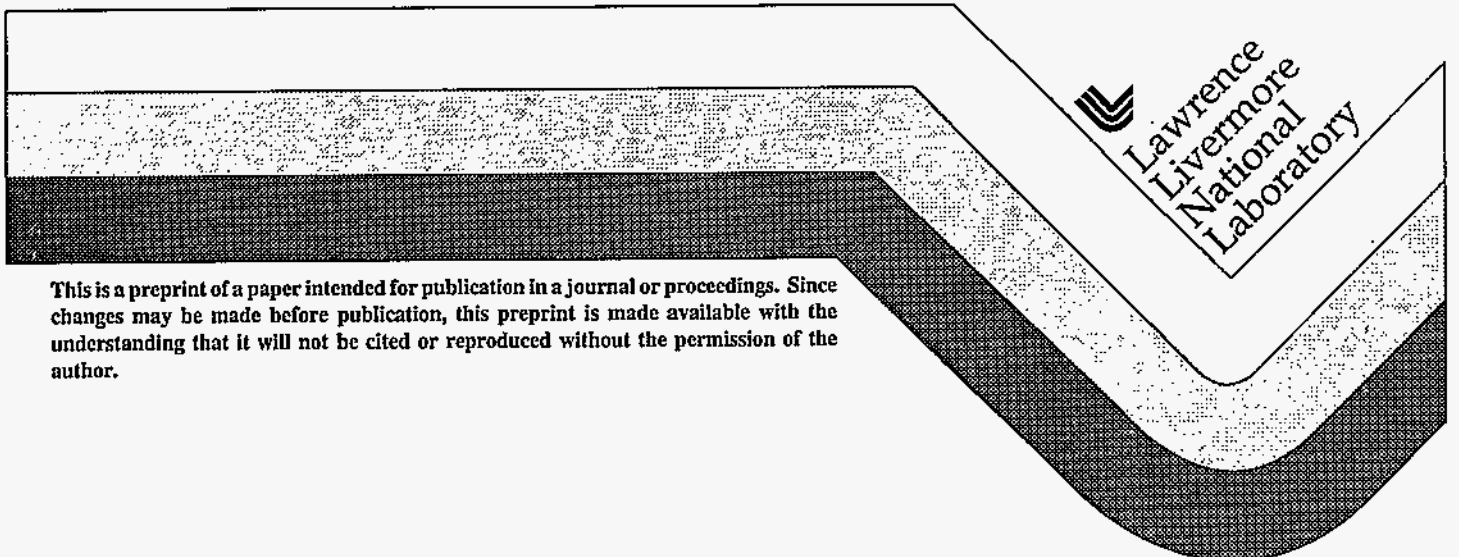 Lawrence
Livermore
National
Laboratory
This is a preprint of a paper intended for publication in a journal or proceedings. Since
changes may be made before publication, this preprint is made available with the
understanding that it will not be cited or reproduced without the permission of the
author.